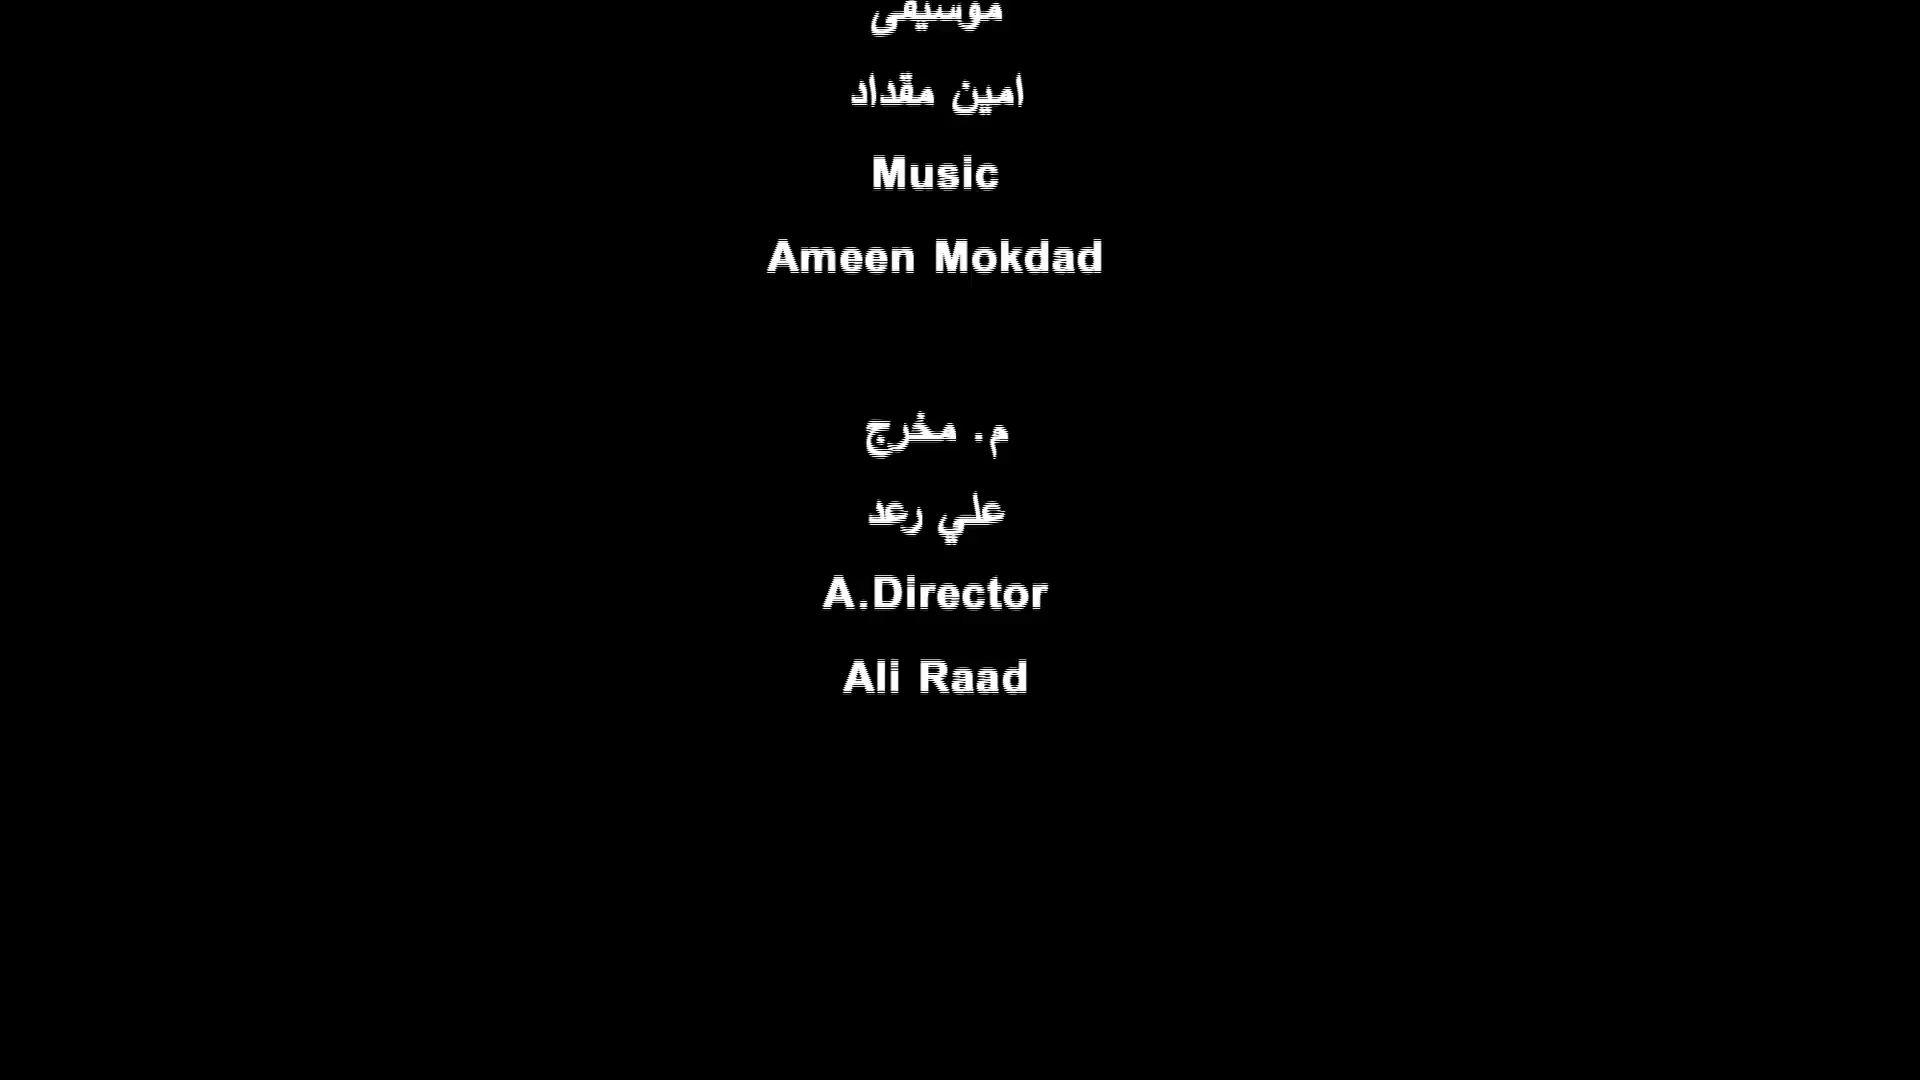 موسيقى
امين مقداد
Music
Ameen Mokdad
م. مخرج
علي رعد
A.Director
Ali Raad